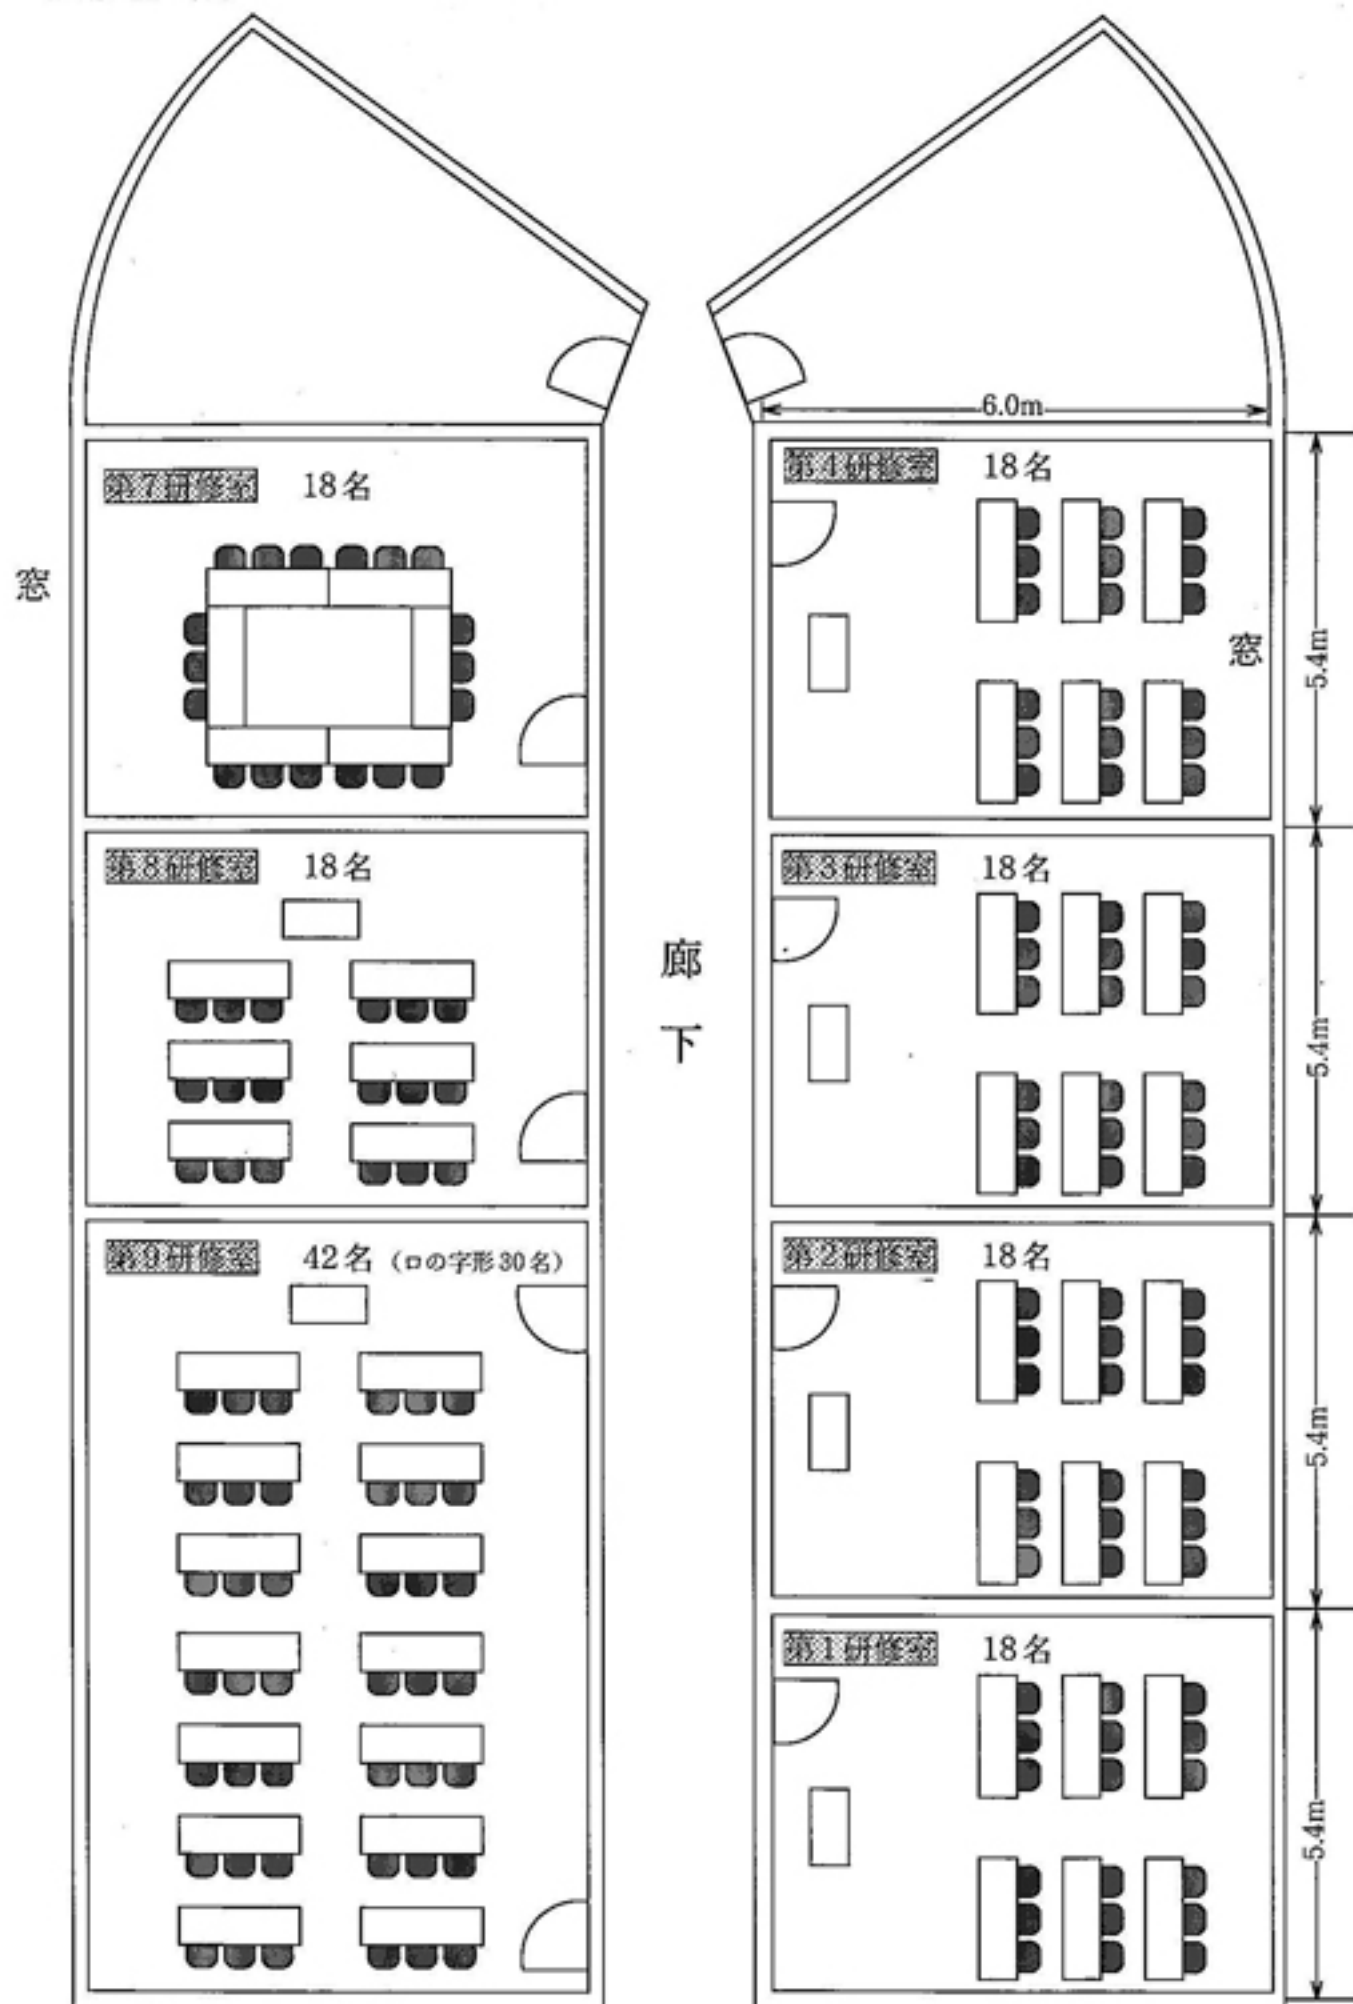 第7研修室 18名
窓
第8研修室 18名
第9研修室 42名 (ロの字形30名)
廊下
6.0m
第4研修室 18名
窓
5.4m
第3研修室 18名
5.4m
第2研修室 18名
5.4m
第1研修室 18名
5.4m